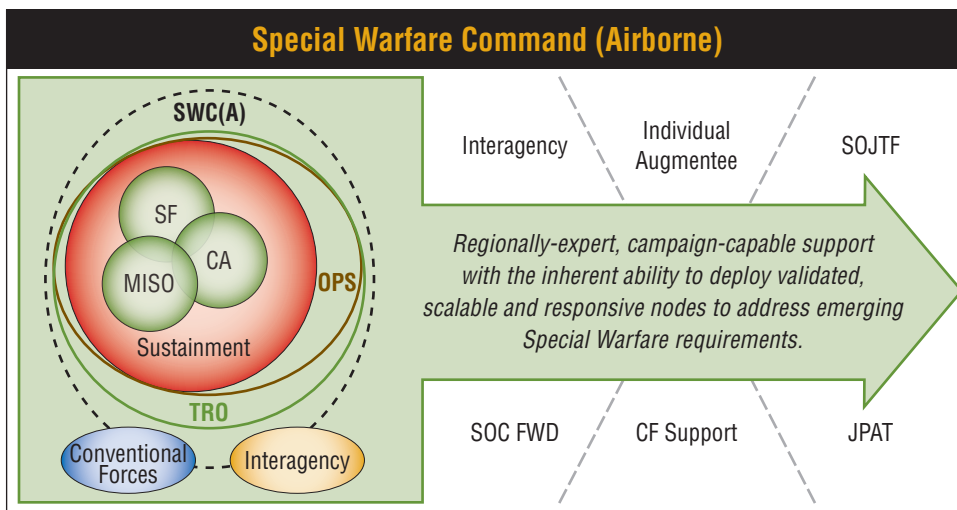 Special Warfare Command (Airborne)
SWC(A)
SF
CA
MISO
OPS
Sustainment
TRO
Conventional
Forces
Interagency
Interagency
Individual
Augmentee
SOJTF
Regionally-expert, campaign-capable support
with the inherent ability to deploy validated,
scalable and responsive nodes to address emerging
Special Warfare requirements.
SOC FWD
CF Support
JPAT